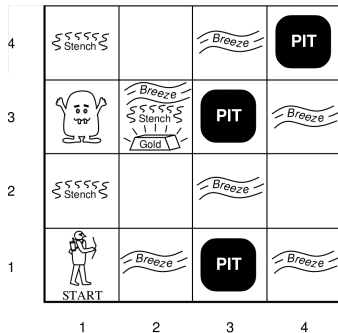 4
Stench
Breeze
PIT
3
Breeze
Stench
Gold
PIT
Breeze
2
Stench
Breeze
1
START
Breeze
PIT
Breeze
1 2 3 4